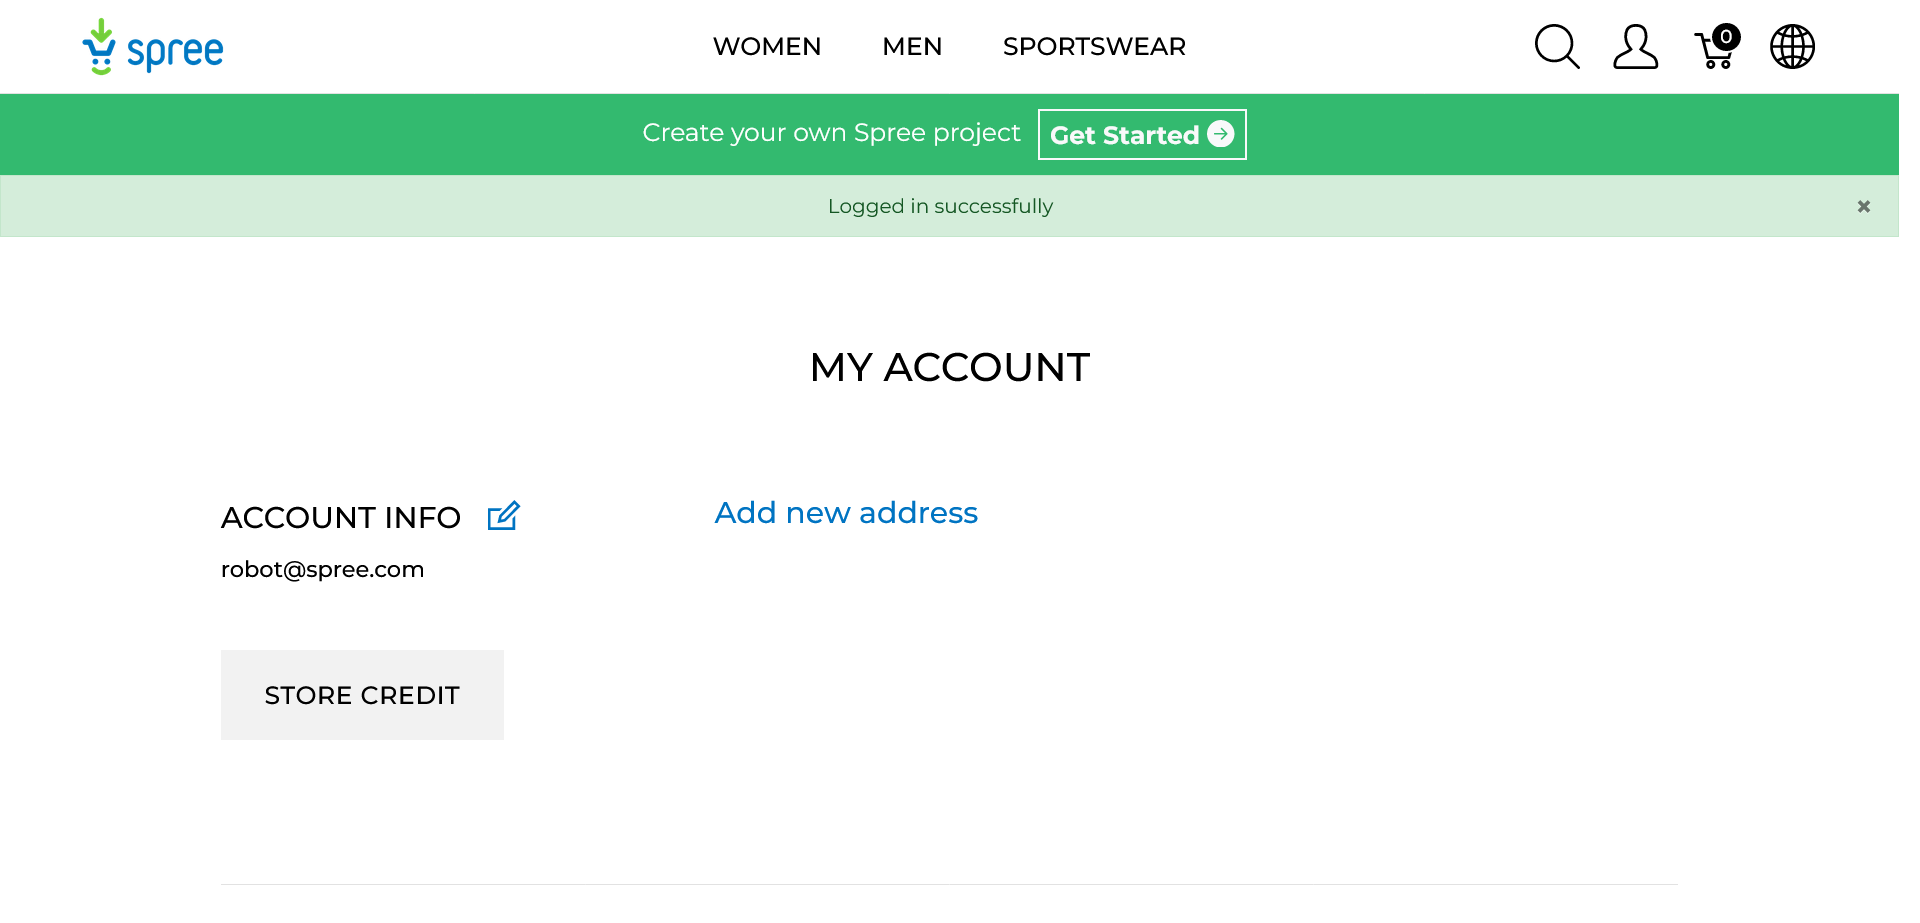 spree
WOMEN MEN SPORTSWEAR
0
Create your own Spree project Get Started
Logged in successfully ×
MY ACCOUNT
ACCOUNT INFO
Add new address
robot@spree.com
STORE CREDIT